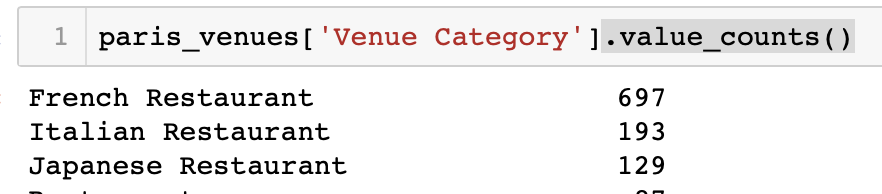 1 paris_venues['Venue Category'].value_counts()
French Restaurant 697
Italian Restaurant 193
Japanese Restaurant 129